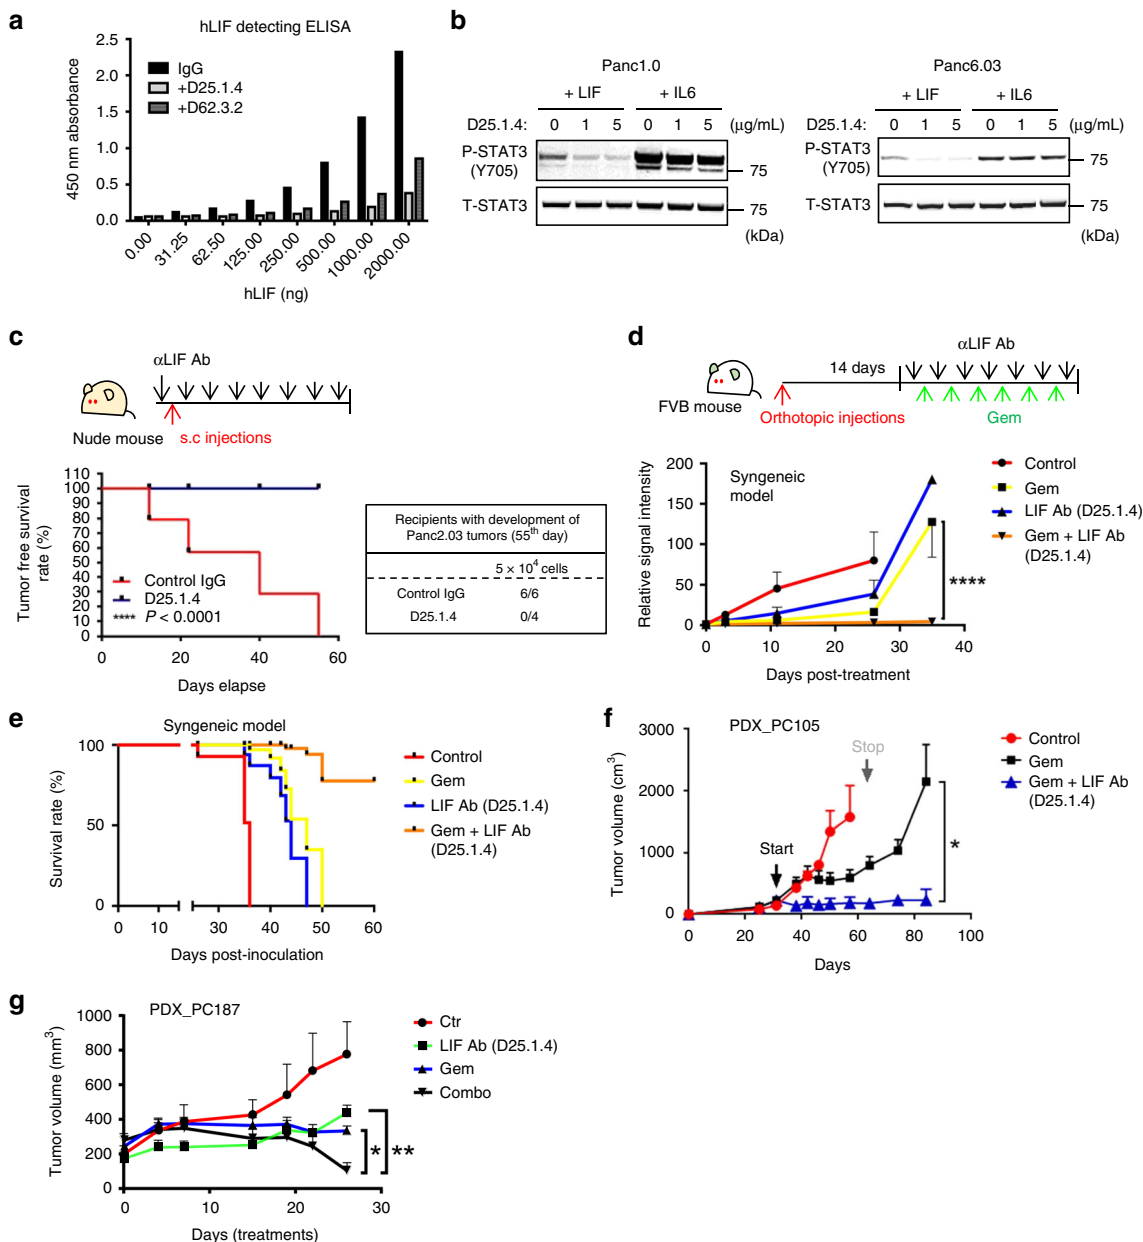 a
hLIF detecting ELISA
450 nm absorbance
2.5
2.0
1.5
1.0
0.5
0.0
IgG
+D25.1.4
+D62.3.2
0.00
31.25
62.50
125.00
250.00
500.00
1000.00
2000.00
hLIF (ng)
b
Panc1.0
+ LIF
+ IL6
D25.1.4: 0 1 5 0 1 5 (μg/mL)
P-STAT3
(Y705)
75
T-STAT3
75
(kDa)
Panc6.03
+ LIF
+ IL6
D25.1.4: 0 1 5 0 1 5 (μg/mL)
P-STAT3
(Y705)
75
T-STAT3
75
(kDa)
c
αLIF Ab
Nude mouse
s.c injections
Tumor free survival
rate (%)
110
100
90
80
70
60
50
40
30
20
10
0
Control IgG
D25.1.4
**** P < 0.0001
0 20 40 60
Days elapse
Recipients with development of
Panc2.03 tumors (55th day)
5 × 10⁴ cells
Control IgG 6/6
D25.1.4 0/4
d
αLIF Ab
14 days
FVB mouse
Orthotopic injections
Gem
Relative signal intensity
200
150
100
50
0
Syngeneic
model
Control
Gem
LIF Ab (D25.1.4)
Gem + LIF Ab
(D25.1.4)
****
0 10 20 30 40
Days post-treatment
e
Syngeneic model
Survival rate (%)
100
50
0
Control
Gem
LIF Ab (D25.1.4)
Gem + LIF Ab
(D25.1.4)
0 10 30 40 50 60
Days post-inoculation
f
PDX_PC105
Tumor volume (cm³)
3000
2000
1000
0
Start
Stop
Control
Gem
Gem + LIF Ab
(D25.1.4)
*
0 20 40 60 80 100
Days
g
PDX_PC187
Tumor volume (mm³)
1000
800
600
400
200
0
Ctr
LIF Ab (D25.1.4)
Gem
Combo
* **
0 10 20 30
Days (treatments)